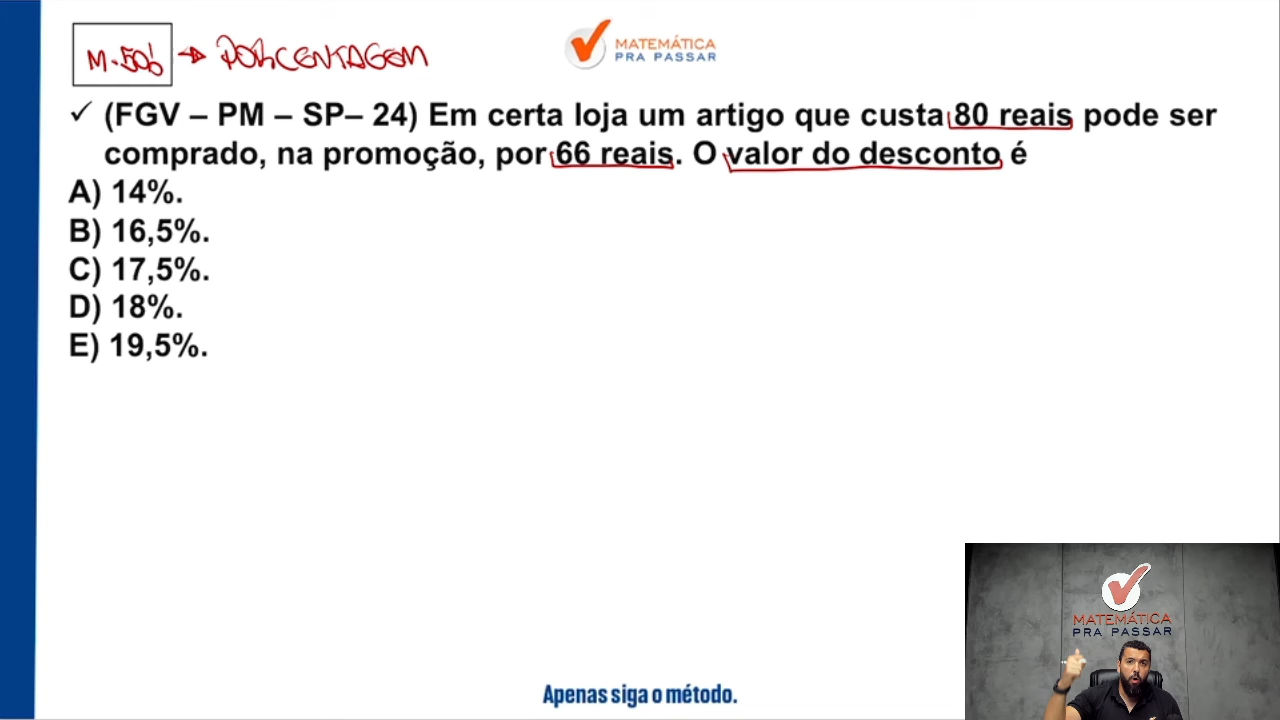 M.50% → PORCENTAGEM
MATEMÁTICA
PRA PASSAR
✓ (FGV – PM – SP– 24) Em certa loja um artigo que custa 80 reais pode ser
comprado, na promoção, por 66 reais. O valor do desconto é
A) 14%.
B) 16,5%.
C) 17,5%.
D) 18%.
E) 19,5%.
MATEMÁTICA
PRA PASSAR
Apenas siga o método.